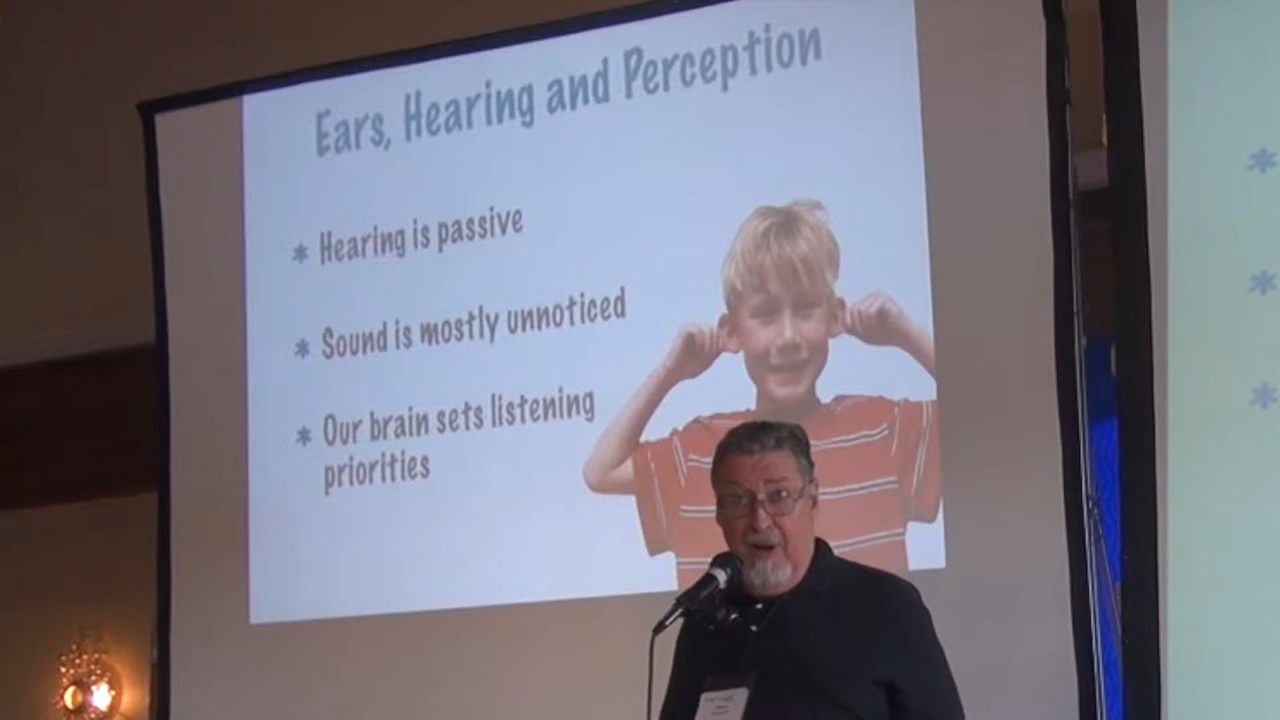 Ears, Hearing and Perception
* Hearing is passive
* Sound is mostly unnoticed
* Our brain sets listening
priorities
*
*
*